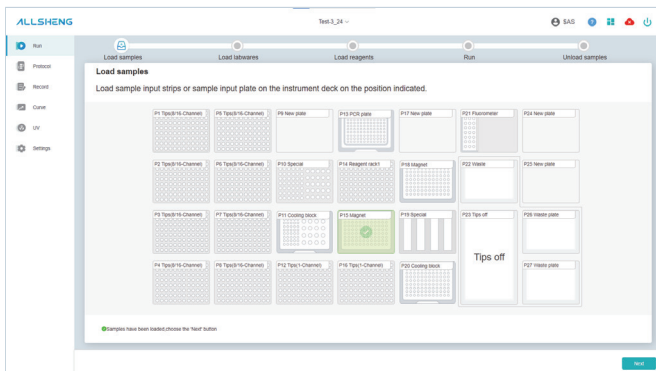 ALLSHENG
Test-3_24
SAS
Run
Protocol
Record
Curve
UV
Settings
Load samples
Load labwares
Load reagents
Run
Unload samples
Load samples
Load sample input strips or sample input plate on the instrument deck on the position indicated.
P1 Tips(8/16-Channel)
P5 Tips(8/16-Channel)
P9 New plate
P13 PCR plate
P17 New plate
P21 Fluorometer
P24 New plate
P2 Tips(8/16-Channel)
P6 Tips(8/16-Channel)
P10 Special
P14 Reagent rack1
P18 Magnet
P22 Waste
P25 New plate
P3 Tips(8/16-Channel)
P7 Tips(8/16-Channel)
P11 Cooling block
P15 Magnet
P19 Special
P23 Tips off
P26 Waste plate
Tips off
P4 Tips(8/16-Channel)
P8 Tips(8/16-Channel)
P12 Tips(1-Channel)
P16 Tips(1-Channel)
P20 Cooling block
P27 Waste plate
Samples have been loaded,choose the 'Next' button
Next